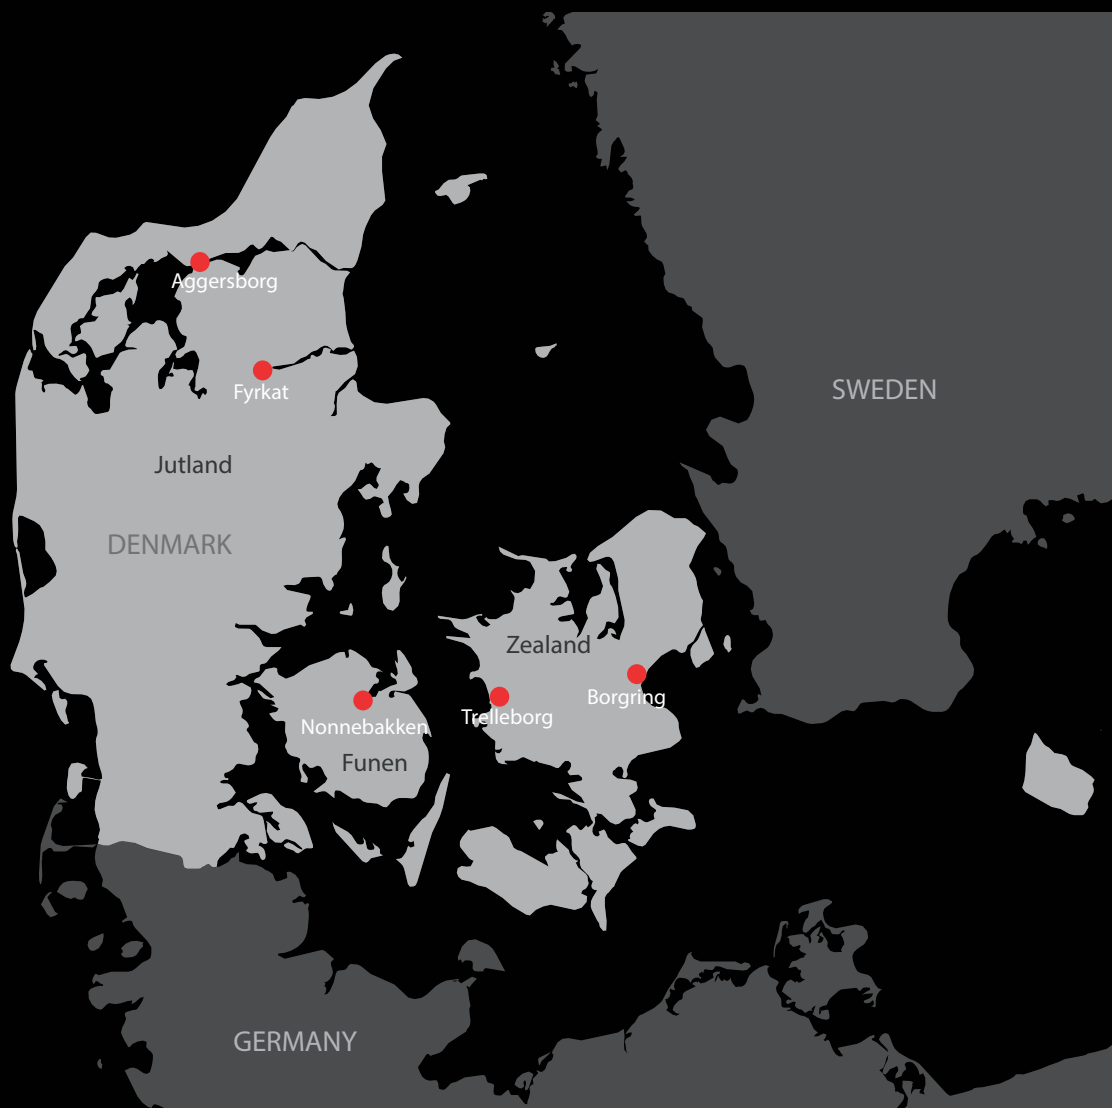 Aggersborg
Fyrkat
SWEDEN
Jutland
DENMARK
Zealand
Borgring
Trelleborg
Nonnebakken
Funen
GERMANY